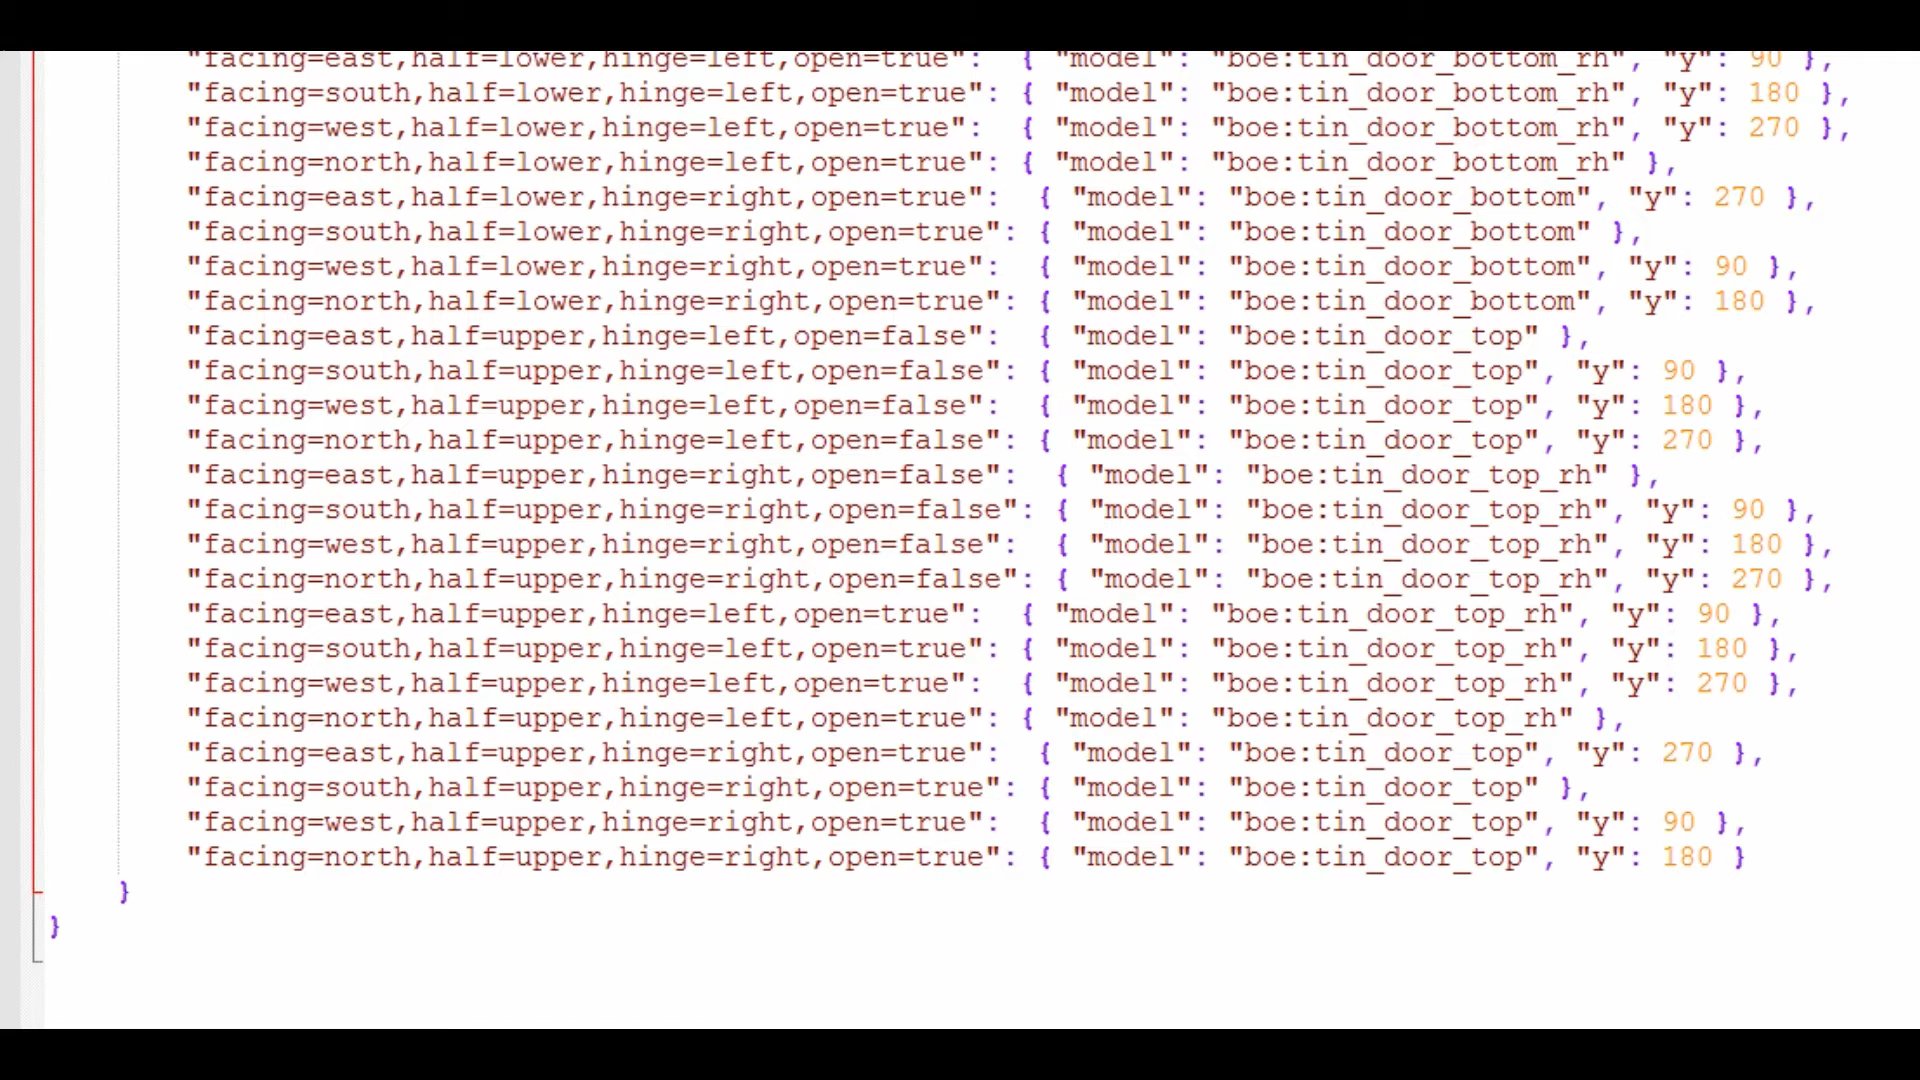 "facing=east,half=lower,hinge=left,open=true":  { "model": "boe:tin_door_bottom_rh", "y": 90 },
"facing=south,half=lower,hinge=left,open=true": { "model": "boe:tin_door_bottom_rh", "y": 180 },
"facing=west,half=lower,hinge=left,open=true":  { "model": "boe:tin_door_bottom_rh", "y": 270 },
"facing=north,half=lower,hinge=left,open=true": { "model": "boe:tin_door_bottom_rh" },
"facing=east,half=lower,hinge=right,open=true":  { "model": "boe:tin_door_bottom", "y": 270 },
"facing=south,half=lower,hinge=right,open=true": { "model": "boe:tin_door_bottom" },
"facing=west,half=lower,hinge=right,open=true":  { "model": "boe:tin_door_bottom", "y": 90 },
"facing=north,half=lower,hinge=right,open=true": { "model": "boe:tin_door_bottom", "y": 180 },
"facing=east,half=upper,hinge=left,open=false":  { "model": "boe:tin_door_top" },
"facing=south,half=upper,hinge=left,open=false": { "model": "boe:tin_door_top", "y": 90 },
"facing=west,half=upper,hinge=left,open=false":  { "model": "boe:tin_door_top", "y": 180 },
"facing=north,half=upper,hinge=left,open=false": { "model": "boe:tin_door_top", "y": 270 },
"facing=east,half=upper,hinge=right,open=false":  { "model": "boe:tin_door_top_rh" },
"facing=south,half=upper,hinge=right,open=false": { "model": "boe:tin_door_top_rh", "y": 90 },
"facing=west,half=upper,hinge=right,open=false":  { "model": "boe:tin_door_top_rh", "y": 180 },
"facing=north,half=upper,hinge=right,open=false": { "model": "boe:tin_door_top_rh", "y": 270 },
"facing=east,half=upper,hinge=left,open=true":  { "model": "boe:tin_door_top_rh", "y": 90 },
"facing=south,half=upper,hinge=left,open=true": { "model": "boe:tin_door_top_rh", "y": 180 },
"facing=west,half=upper,hinge=left,open=true":  { "model": "boe:tin_door_top_rh", "y": 270 },
"facing=north,half=upper,hinge=left,open=true": { "model": "boe:tin_door_top_rh" },
"facing=east,half=upper,hinge=right,open=true":  { "model": "boe:tin_door_top", "y": 270 },
"facing=south,half=upper,hinge=right,open=true": { "model": "boe:tin_door_top" },
"facing=west,half=upper,hinge=right,open=true":  { "model": "boe:tin_door_top", "y": 90 },
"facing=north,half=upper,hinge=right,open=true": { "model": "boe:tin_door_top", "y": 180 }
}
}